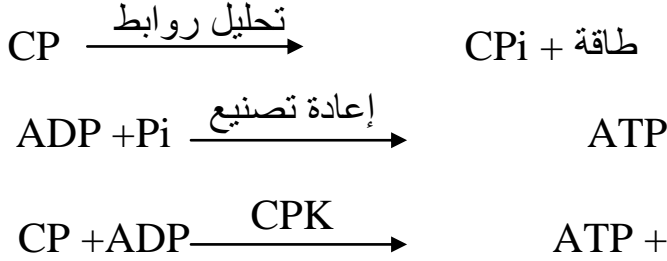 CP تحليل روابط CPi + طاقة
ADP +Pi إعادة تصنيع ATP
CP +ADP CPK ATP +